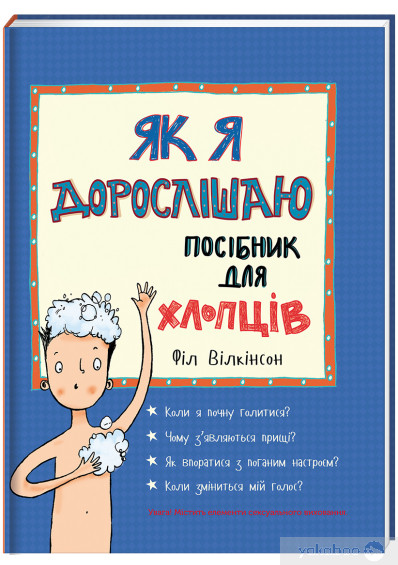 ЯК Я
ДОРОСЛІШАЮ
ПОСІБНИК
ДЛЯ
ХЛОПЦІВ
Філ Вілкінсон
Коли я почну голитися?
Чому з'являються прищі?
Як впоратися з поганим настроєм?
Коли зміниться мій голос?